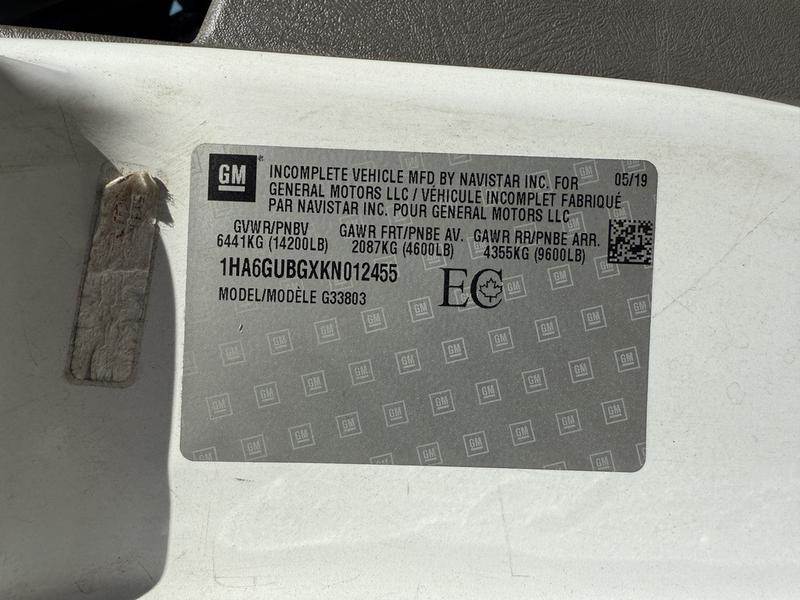 GM
INCOMPLETE VEHICLE MFD BY NAVISTAR INC. FOR 05/19
GENERAL MOTORS LLC / VÉHICULE INCOMPLET FABRIQUÉ
PAR NAVISTAR INC. POUR GENERAL MOTORS LLC
GVWR/PNBV GAWR FRT/PNBE AV. GAWR RR/PNBE ARR.
6441KG (14200LB) 2087KG (4600LB) 4355KG (9600LB)
1HA6GUBGXKN012455
MODEL/MODÈLE G33803
EC